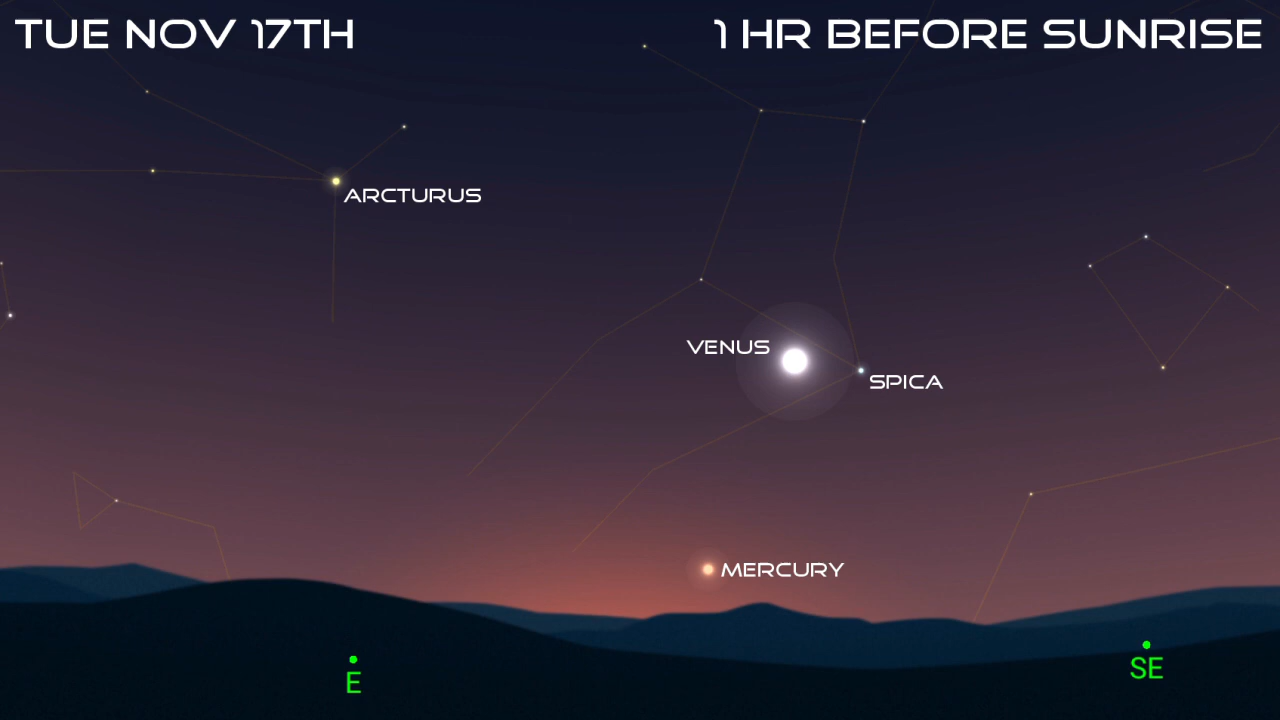 TUE NOV 17TH
1 HR BEFORE SUNRISE
ARCTURUS
VENUS
SPICA
MERCURY
E
SE